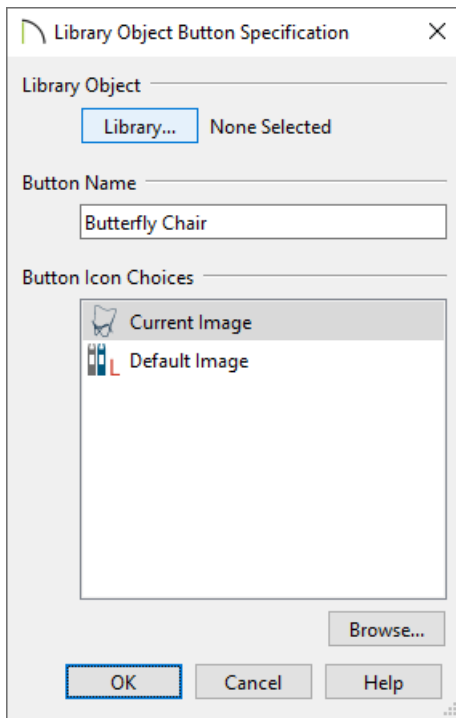 Library Object Button Specification
Library Object
Library... None Selected
Button Name
Butterfly Chair
Button Icon Choices
Current Image
L Default Image
Browse...
OK Cancel Help